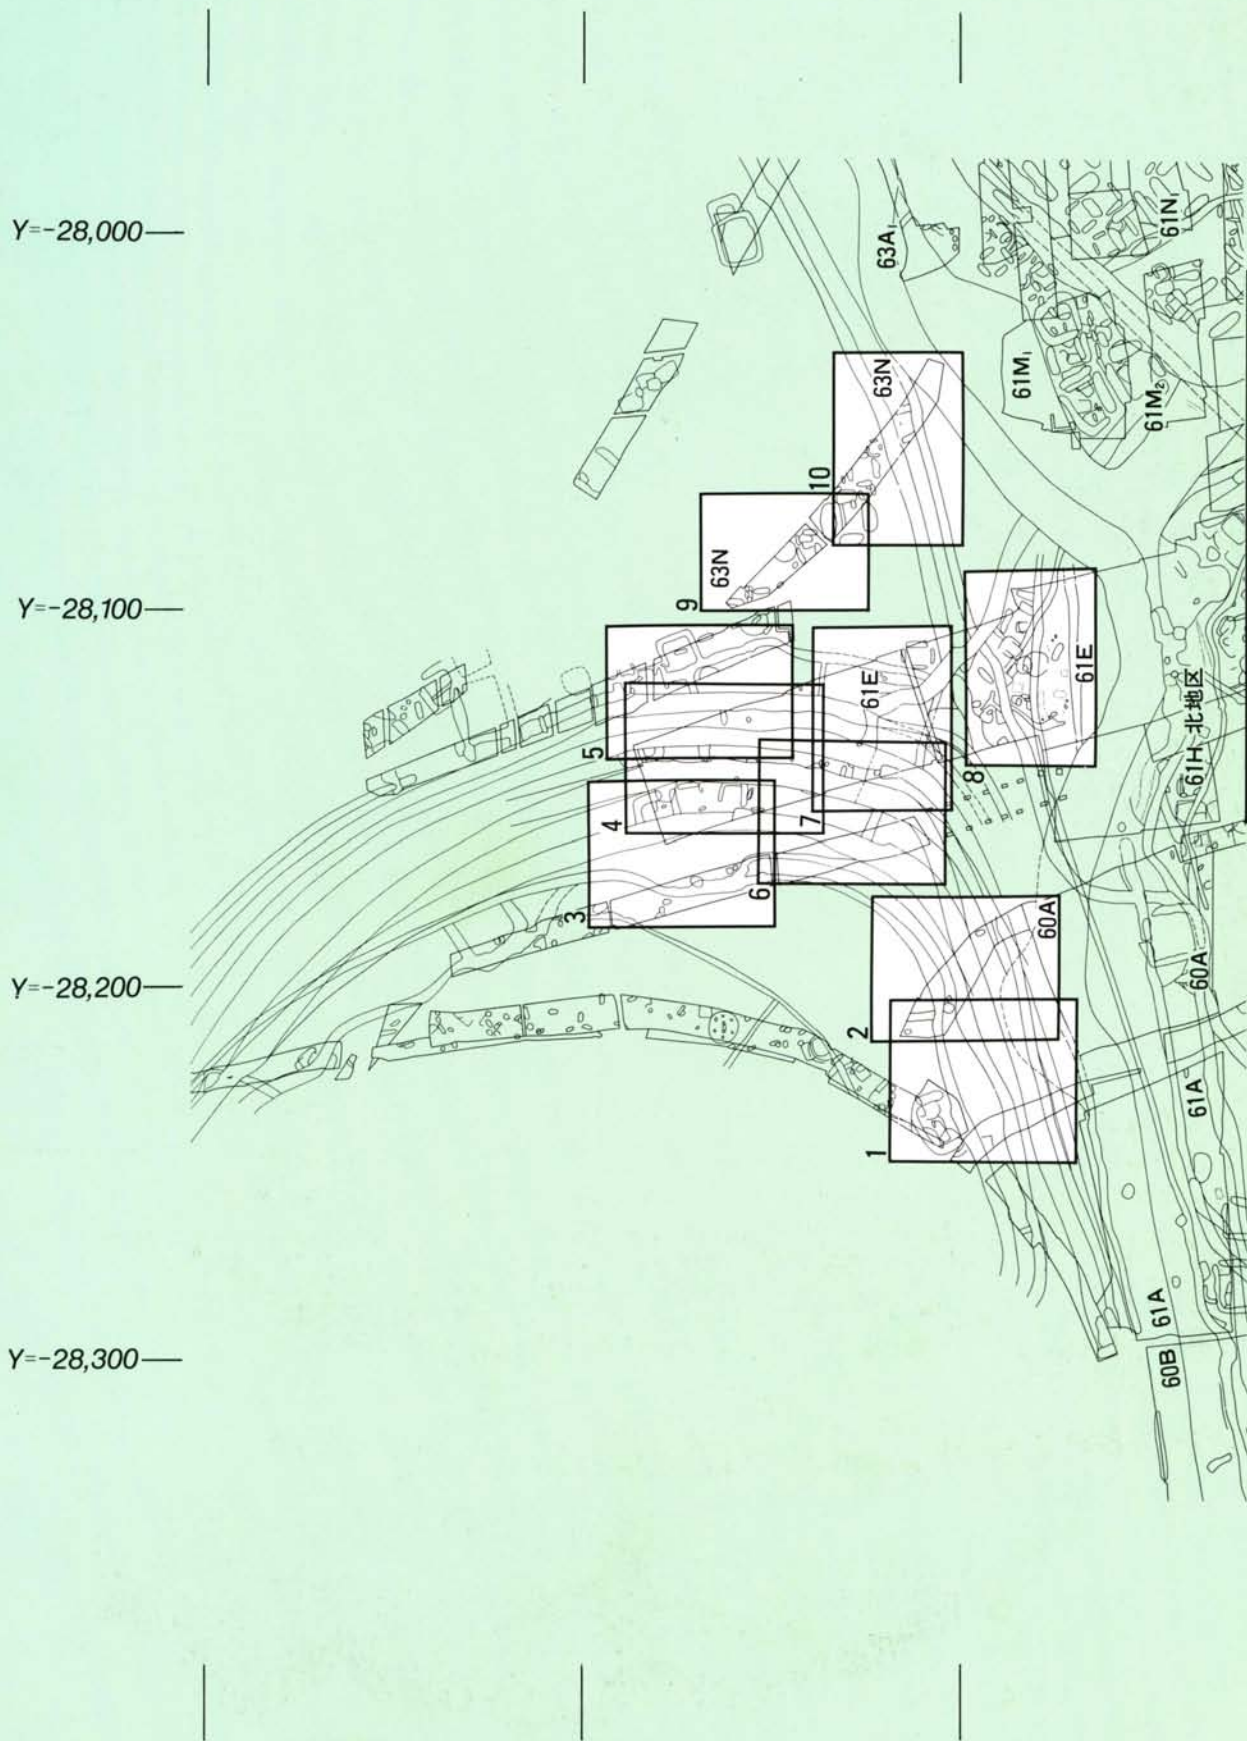 Y=-28,000
Y=-28,100
Y=-28,200
Y=-28,300
63A₁
61N₁
61M₁
61M₂
63N
10
63N
9
5
4
3
61E
7
6
61E
8
61H 北地区
60A
2
60A
1
61A
61A
60B